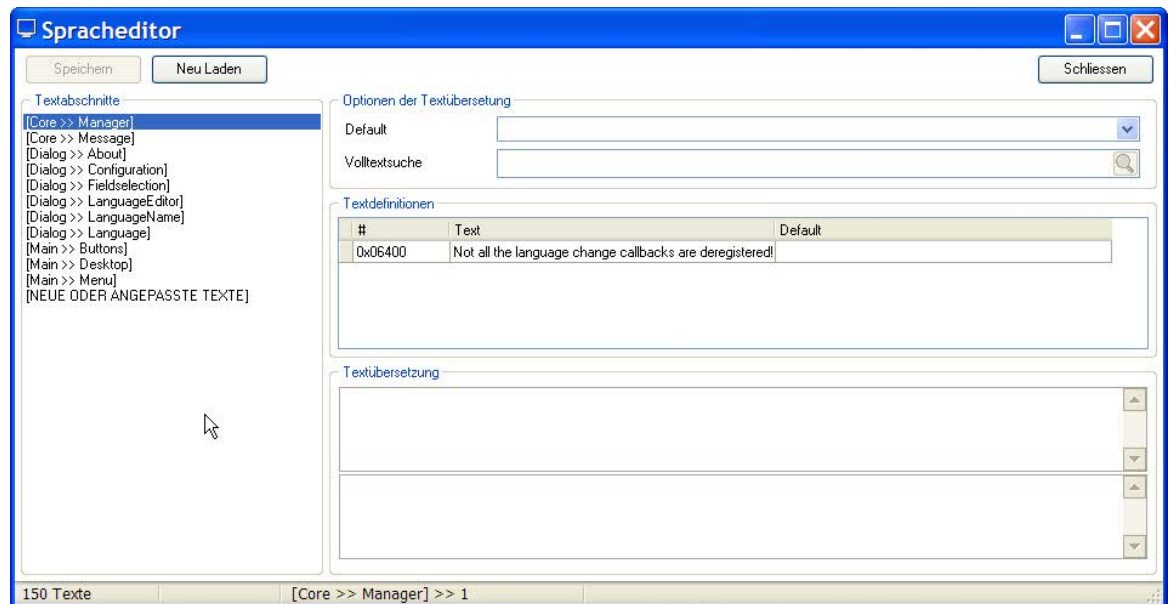 Spracheditor
Speichern Neu Laden Schliessen
Textabschnitte
[Core >> Manager]
[Core >> Message]
[Dialog >> About]
[Dialog >> Configuration]
[Dialog >> Fieldselection]
[Dialog >> LanguageEditor]
[Dialog >> LanguageName]
[Dialog >> Language]
[Main >> Buttons]
[Main >> Desktop]
[Main >> Menu]
[NEUE ODER ANGEPASSTE TEXTE]
Optionen der Textübersetung
Default
Volltextsuche
Textdefinitionen
# Text Default
0x06400 Not all the language change callbacks are deregistered!
Textübersetzung
150 Texte [Core >> Manager] >> 1